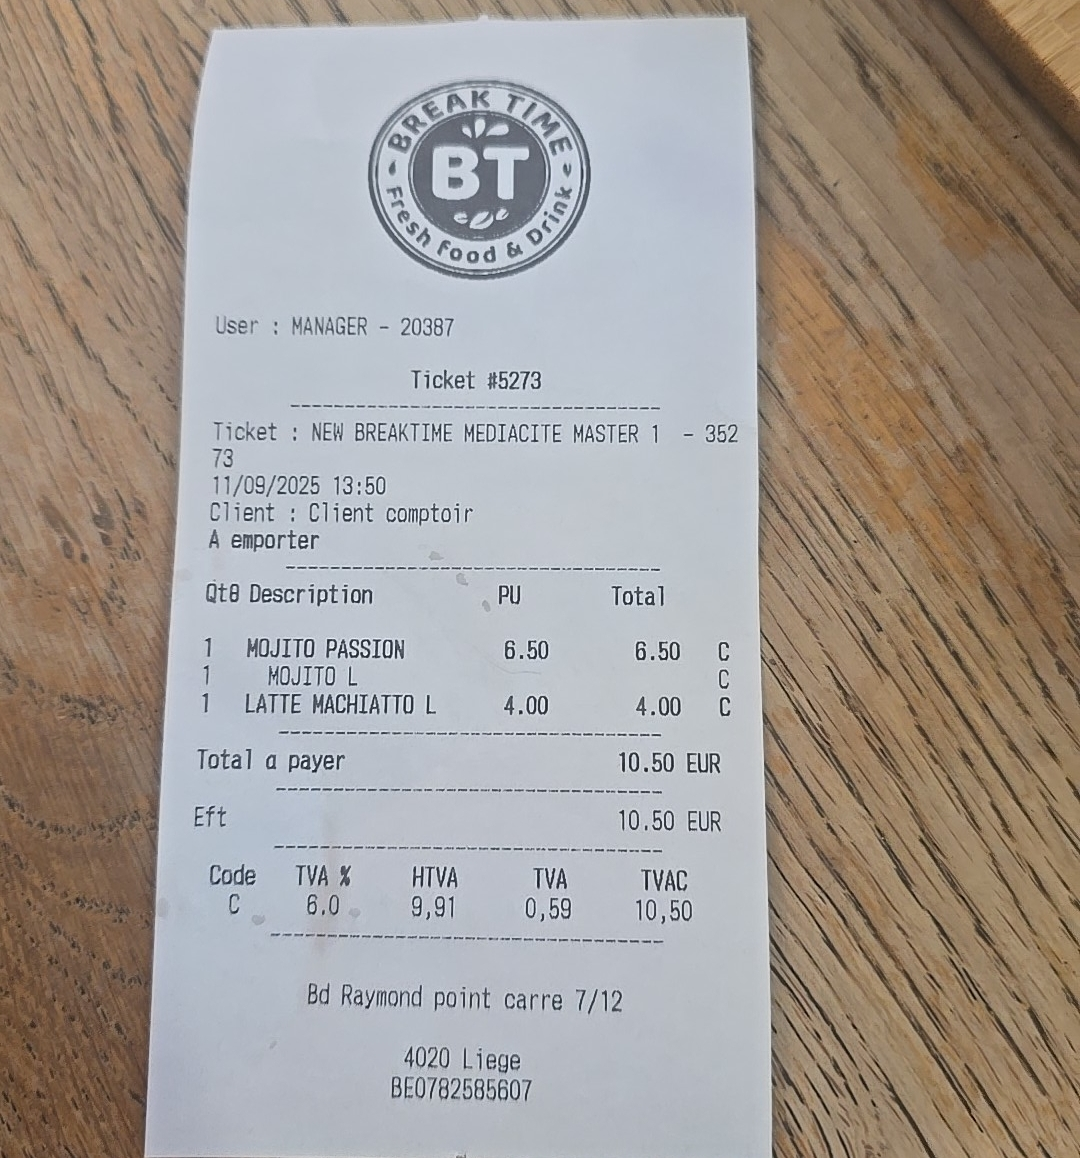 BREAK TIME
BT
Fresh Food & Drink
User : MANAGER - 20387
Ticket #5273
Ticket : NEW BREAKTIME MEDIACITE MASTER 1 - 352
73
11/09/2025 13:50
Client : Client comptoir
A emporter
Qt8 Description PU Total
1 MOJITO PASSION 6.50 6.50 C
1 MOJITO L C
1 LATTE MACHIATTO L 4.00 4.00 C
Total a payer 10.50 EUR
Eft 10.50 EUR
Code TVA % HTVA TVA TVAC
C 6.0 9,91 0,59 10,50
Bd Raymond point carre 7/12
4020 Liege
BE0782585607